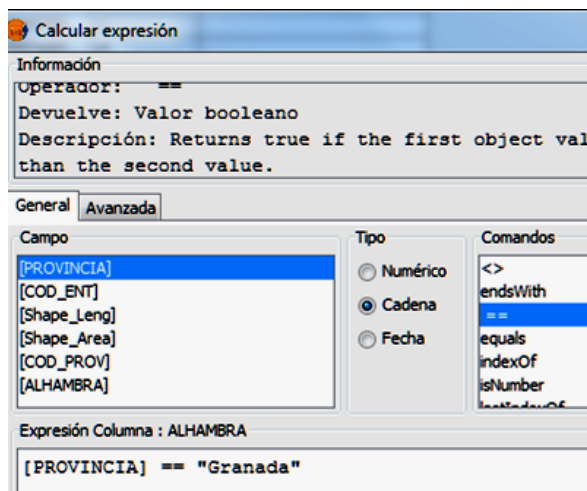 Calcular expresión
Información
Operador: ==
Devuelve: Valor booleano
Descripción: Returns true if the first object val
than the second value.
General Avanzada
Campo Tipo Comandos
[PROVINCIA] Numérico <>
[COD_ENT] endsWith
[Shape_Leng] Cadena ==
[Shape_Area] Fecha equals
[COD_PROV] indexOf
[ALHAMBRA] isNumber
lastIndexOf
Expresión Columna : ALHAMBRA
[PROVINCIA] == "Granada"